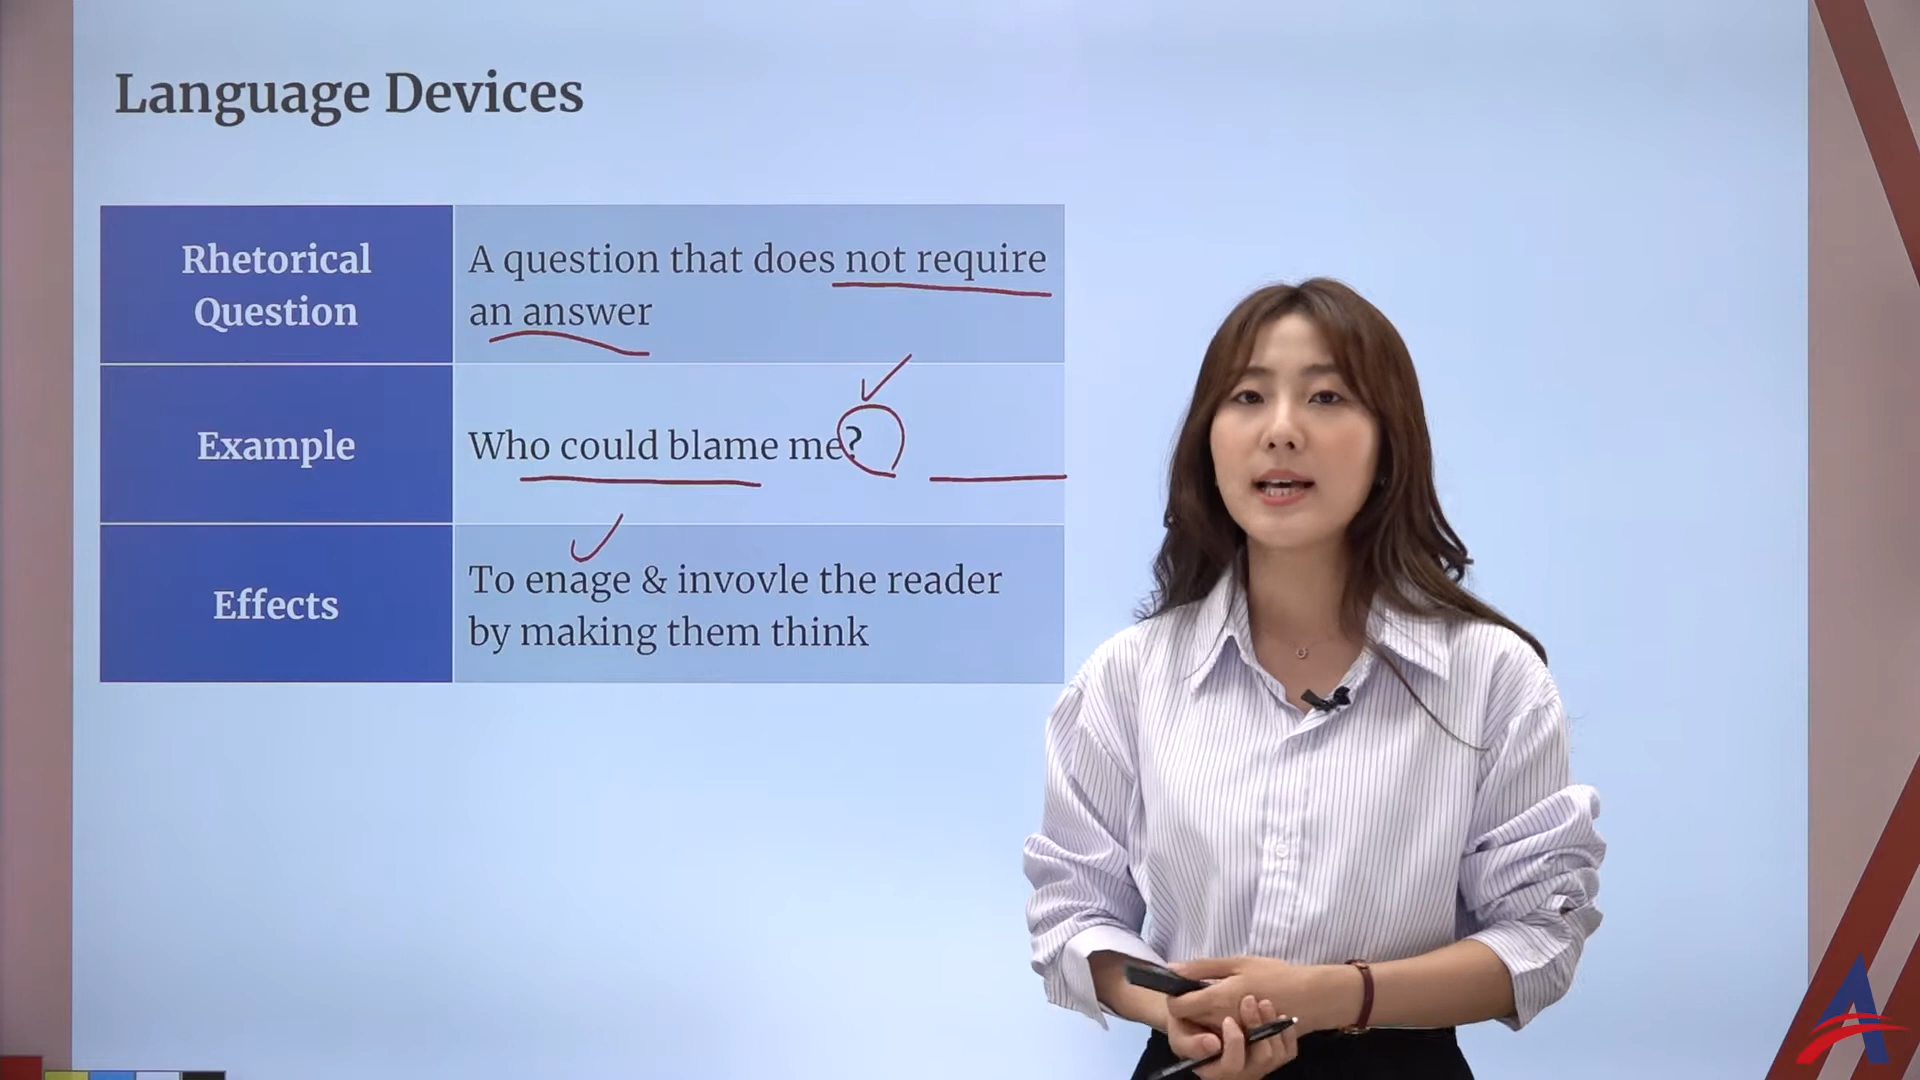 Language Devices
Rhetorical
Question
A question that does not require
an answer
Example
Who could blame me?
Effects
To enage & invovle the reader
by making them think